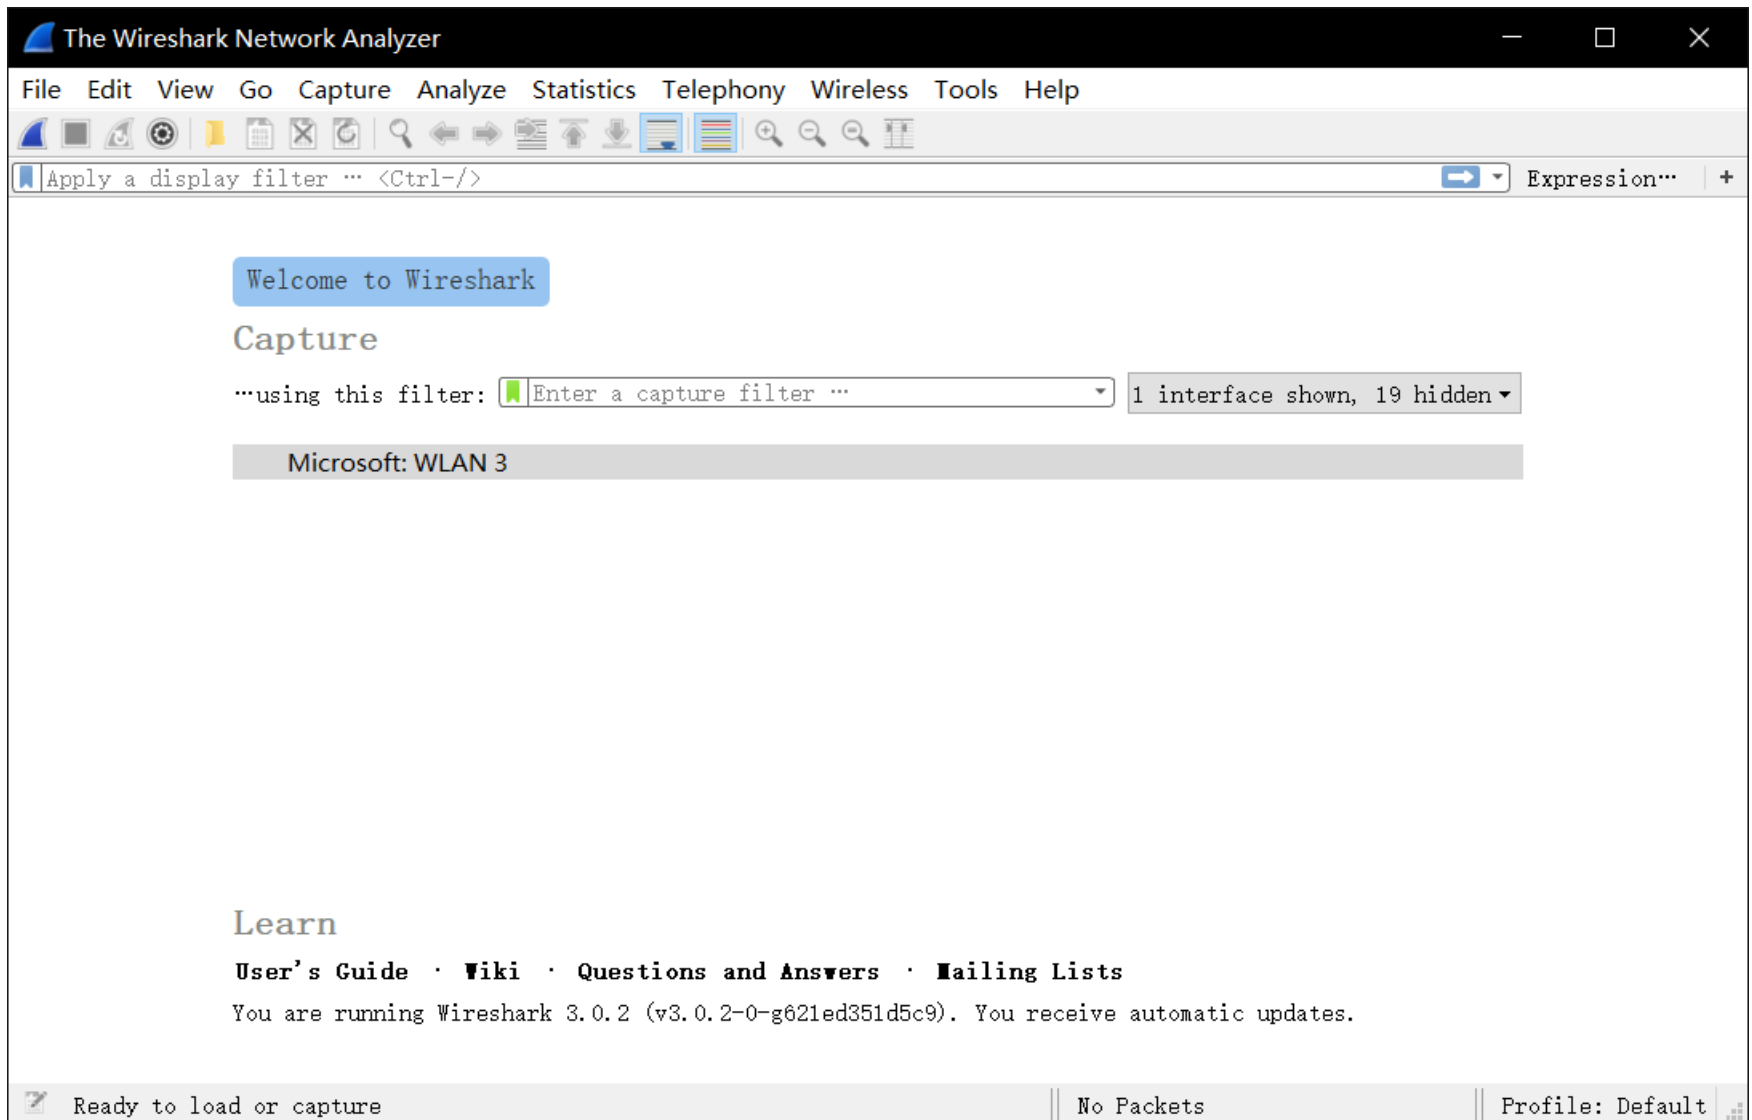 The Wireshark Network Analyzer
File Edit View Go Capture Analyze Statistics Telephony Wireless Tools Help
Apply a display filter … <Ctrl-/>
Expression…
+
Welcome to Wireshark
Capture
…using this filter:
Enter a capture filter …
1 interface shown, 19 hidden
Microsoft: WLAN 3
Learn
User's Guide · Wiki · Questions and Answers · Mailing Lists
You are running Wireshark 3.0.2 (v3.0.2-0-g621ed351d5c9). You receive automatic updates.
Ready to load or capture
No Packets
Profile: Default